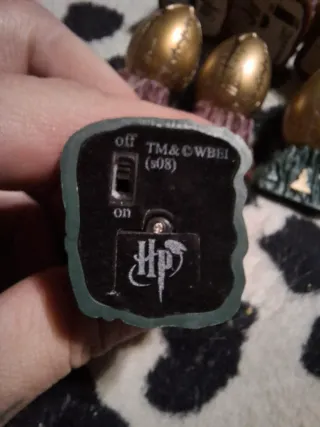 off
TM & © WBEI
(s08)
on
HP